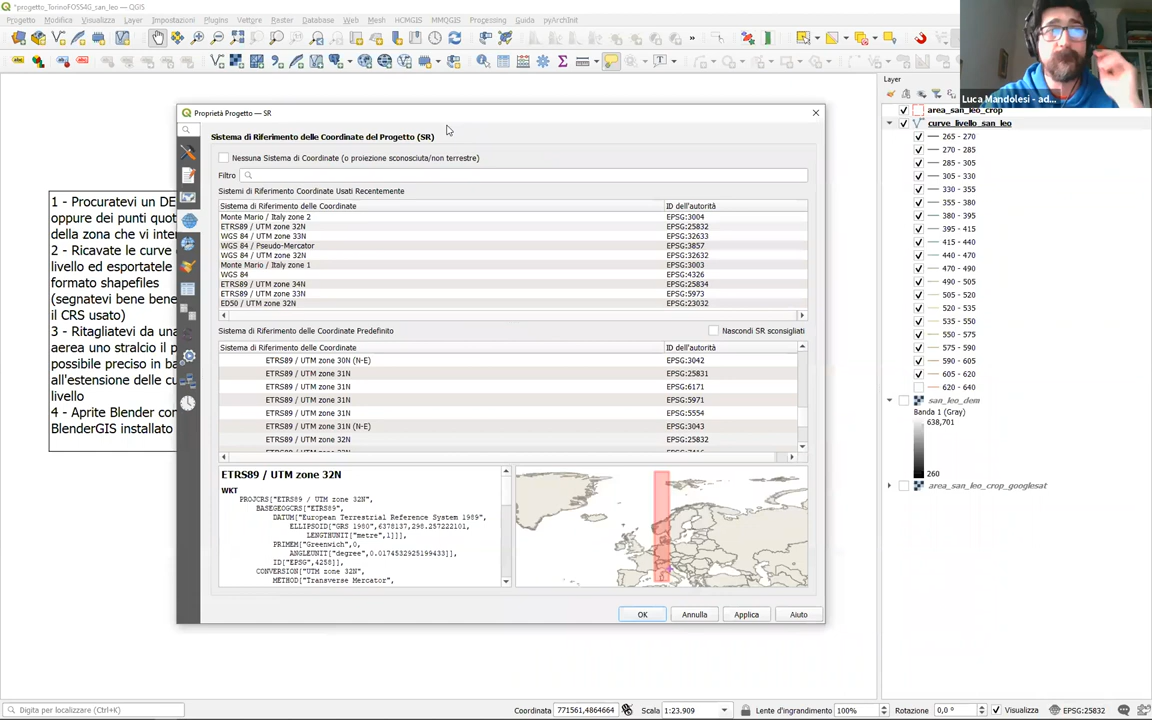 *progetto_TorinoFOSS4G_san_leo — QGIS
Progetto Modifica Visualizza Layer Impostazioni Plugins Vettore Raster Database Web Mesh HCMGIS MMQGIS Processing Guida pyArchInit
Luca Mandolesi - ad...
Proprietà Progetto — SR
Sistema di Riferimento delle Coordinate del Progetto (SR)
Nessuna Sistema di Coordinate (o proiezione sconosciuta/non terrestre)
Filtro
Sistemi di Riferimento Coordinate Usati Recentemente
Sistema di Riferimento delle Coordinate ID dell'autorità
Monte Mario / Italy zone 2 EPSG:3004
ETRS89 / UTM zone 32N EPSG:25832
WGS 84 / UTM zone 33N EPSG:32633
WGS 84 / Pseudo-Mercator EPSG:3857
WGS 84 / UTM zone 32N EPSG:32632
Monte Mario / Italy zone 1 EPSG:3003
WGS 84 EPSG:4326
ETRS89 / UTM zone 34N EPSG:25834
ETRS89 / UTM zone 33N EPSG:5973
ED50 / UTM zone 32N EPSG:23032
Sistema di Riferimento delle Coordinate Predefinito Nascondi SR sconsigliati
Sistema di Riferimento delle Coordinate ID dell'autorità
ETRS89 / UTM zone 30N (N-E) EPSG:3042
ETRS89 / UTM zone 31N EPSG:25831
ETRS89 / UTM zone 31N EPSG:6171
ETRS89 / UTM zone 31N EPSG:5971
ETRS89 / UTM zone 31N EPSG:5554
ETRS89 / UTM zone 31N (N-E) EPSG:3043
ETRS89 / UTM zone 32N EPSG:25832
ETRS89 / UTM zone 32N
WKT
PROJCRS["ETRS89 / UTM zone 32N",
BASEGEOGCRS["ETRS89",
DATUM["European Terrestrial Reference System 1989",
ELLIPSOID["GRS 1980",6378137,298.257222101,
LENGTHUNIT["metre",1]]],
PRIMEM["Greenwich",0,
ANGLEUNIT["degree",0.0174532925199433]],
ID["EPSG",4258]],
CONVERSION["UTM zone 32N",
METHOD["Transverse Mercator",
OK Annulla Applica Aiuto
1 - Procuratevi un DE
oppure dei punti quot
della zona che vi inter
2 - Ricavate le curve
livello ed esportatele
formato shapefiles
(segnatevi bene bene
il CRS usato)
3 - Ritagliatevi da una
aerea uno stralcio il p
possibile preciso in ba
all'estensione delle cu
livello
4 - Aprite Blender con
BlenderGIS installato
Layer
area_san_leo_crop
curve_livello_san_leo
265 - 270
270 - 285
285 - 305
305 - 330
330 - 355
355 - 380
380 - 395
395 - 415
415 - 440
440 - 470
470 - 490
490 - 505
505 - 520
520 - 535
535 - 550
550 - 575
575 - 590
590 - 605
605 - 620
620 - 640
san_leo_dem
Banda 1 (Gray)
638,701
260
area_san_leo_crop_googlesat
Digita per localizzare (Ctrl+K) Coordinata 771561,4864664 Scala 1:23.909 Lente d'ingrandimento 100% Rotazione 0,0 ° Visualizza EPSG:25832